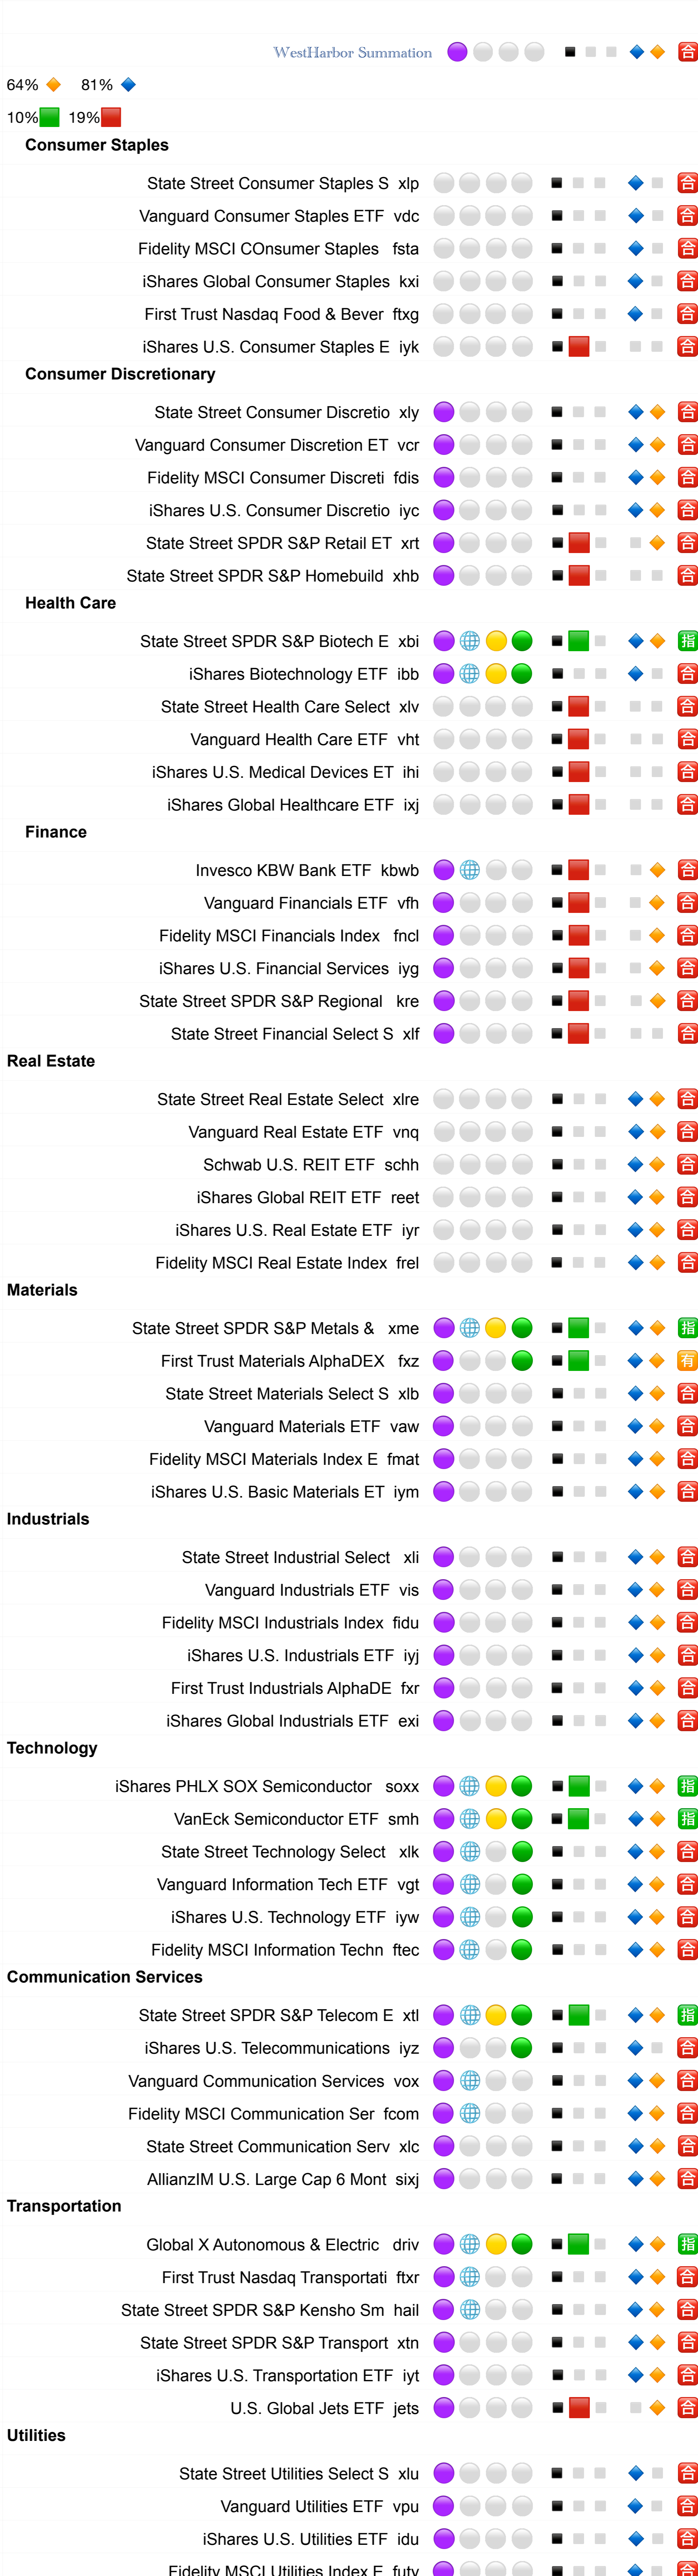 WestHarbor Summation 🈴
64% 81%
10% 19%
Consumer Staples
State Street Consumer Staples S xlp 🈴
Vanguard Consumer Staples ETF vdc 🈴
Fidelity MSCI COnsumer Staples fsta 🈴
iShares Global Consumer Staples kxi 🈴
First Trust Nasdaq Food & Bever ftxg 🈴
iShares U.S. Consumer Staples E iyk 🈴
Consumer Discretionary
State Street Consumer Discretio xly 🈴
Vanguard Consumer Discretion ET vcr 🈴
Fidelity MSCI Consumer Discreti fdis 🈴
iShares U.S. Consumer Discretio iyc 🈴
State Street SPDR S&P Retail ET xrt 🈴
State Street SPDR S&P Homebuild xhb 🈴
Health Care
State Street SPDR S&P Biotech E xbi 🈯
iShares Biotechnology ETF ibb 🈴
State Street Health Care Select xlv 🈴
Vanguard Health Care ETF vht 🈴
iShares U.S. Medical Devices ET ihi 🈴
iShares Global Healthcare ETF ixj 🈴
Finance
Invesco KBW Bank ETF kbwb 🈴
Vanguard Financials ETF vfh 🈴
Fidelity MSCI Financials Index fncl 🈴
iShares U.S. Financial Services iyg 🈴
State Street SPDR S&P Regional kre 🈴
State Street Financial Select S xlf 🈴
Real Estate
State Street Real Estate Select xlre 🈴
Vanguard Real Estate ETF vnq 🈴
Schwab U.S. REIT ETF schh 🈴
iShares Global REIT ETF reet 🈴
iShares U.S. Real Estate ETF iyr 🈴
Fidelity MSCI Real Estate Index frel 🈴
Materials
State Street SPDR S&P Metals & xme 🈯
First Trust Materials AlphaDEX fxz 🈶
State Street Materials Select S xlb 🈴
Vanguard Materials ETF vaw 🈴
Fidelity MSCI Materials Index E fmat 🈴
iShares U.S. Basic Materials ET iym 🈴
Industrials
State Street Industrial Select xli 🈴
Vanguard Industrials ETF vis 🈴
Fidelity MSCI Industrials Index fidu 🈴
iShares U.S. Industrials ETF iyj 🈴
First Trust Industrials AlphaDE fxr 🈴
iShares Global Industrials ETF exi 🈴
Technology
iShares PHLX SOX Semiconductor soxx 🈯
VanEck Semiconductor ETF smh 🈯
State Street Technology Select xlk 🈴
Vanguard Information Tech ETF vgt 🈴
iShares U.S. Technology ETF iyw 🈴
Fidelity MSCI Information Techn ftec 🈴
Communication Services
State Street SPDR S&P Telecom E xtl 🈯
iShares U.S. Telecommunications iyz 🈴
Vanguard Communication Services vox 🈴
Fidelity MSCI Communication Ser fcom 🈴
State Street Communication Serv xlc 🈴
AllianzIM U.S. Large Cap 6 Mont sixj 🈴
Transportation
Global X Autonomous & Electric driv 🈯
First Trust Nasdaq Transportati ftxr 🈴
State Street SPDR S&P Kensho Sm hail 🈴
State Street SPDR S&P Transport xtn 🈴
iShares U.S. Transportation ETF iyt 🈴
U.S. Global Jets ETF jets 🈴
Utilities
State Street Utilities Select S xlu 🈴
Vanguard Utilities ETF vpu 🈴
iShares U.S. Utilities ETF idu 🈴
Fidelity MSCI Utilities Index E futy 🈴